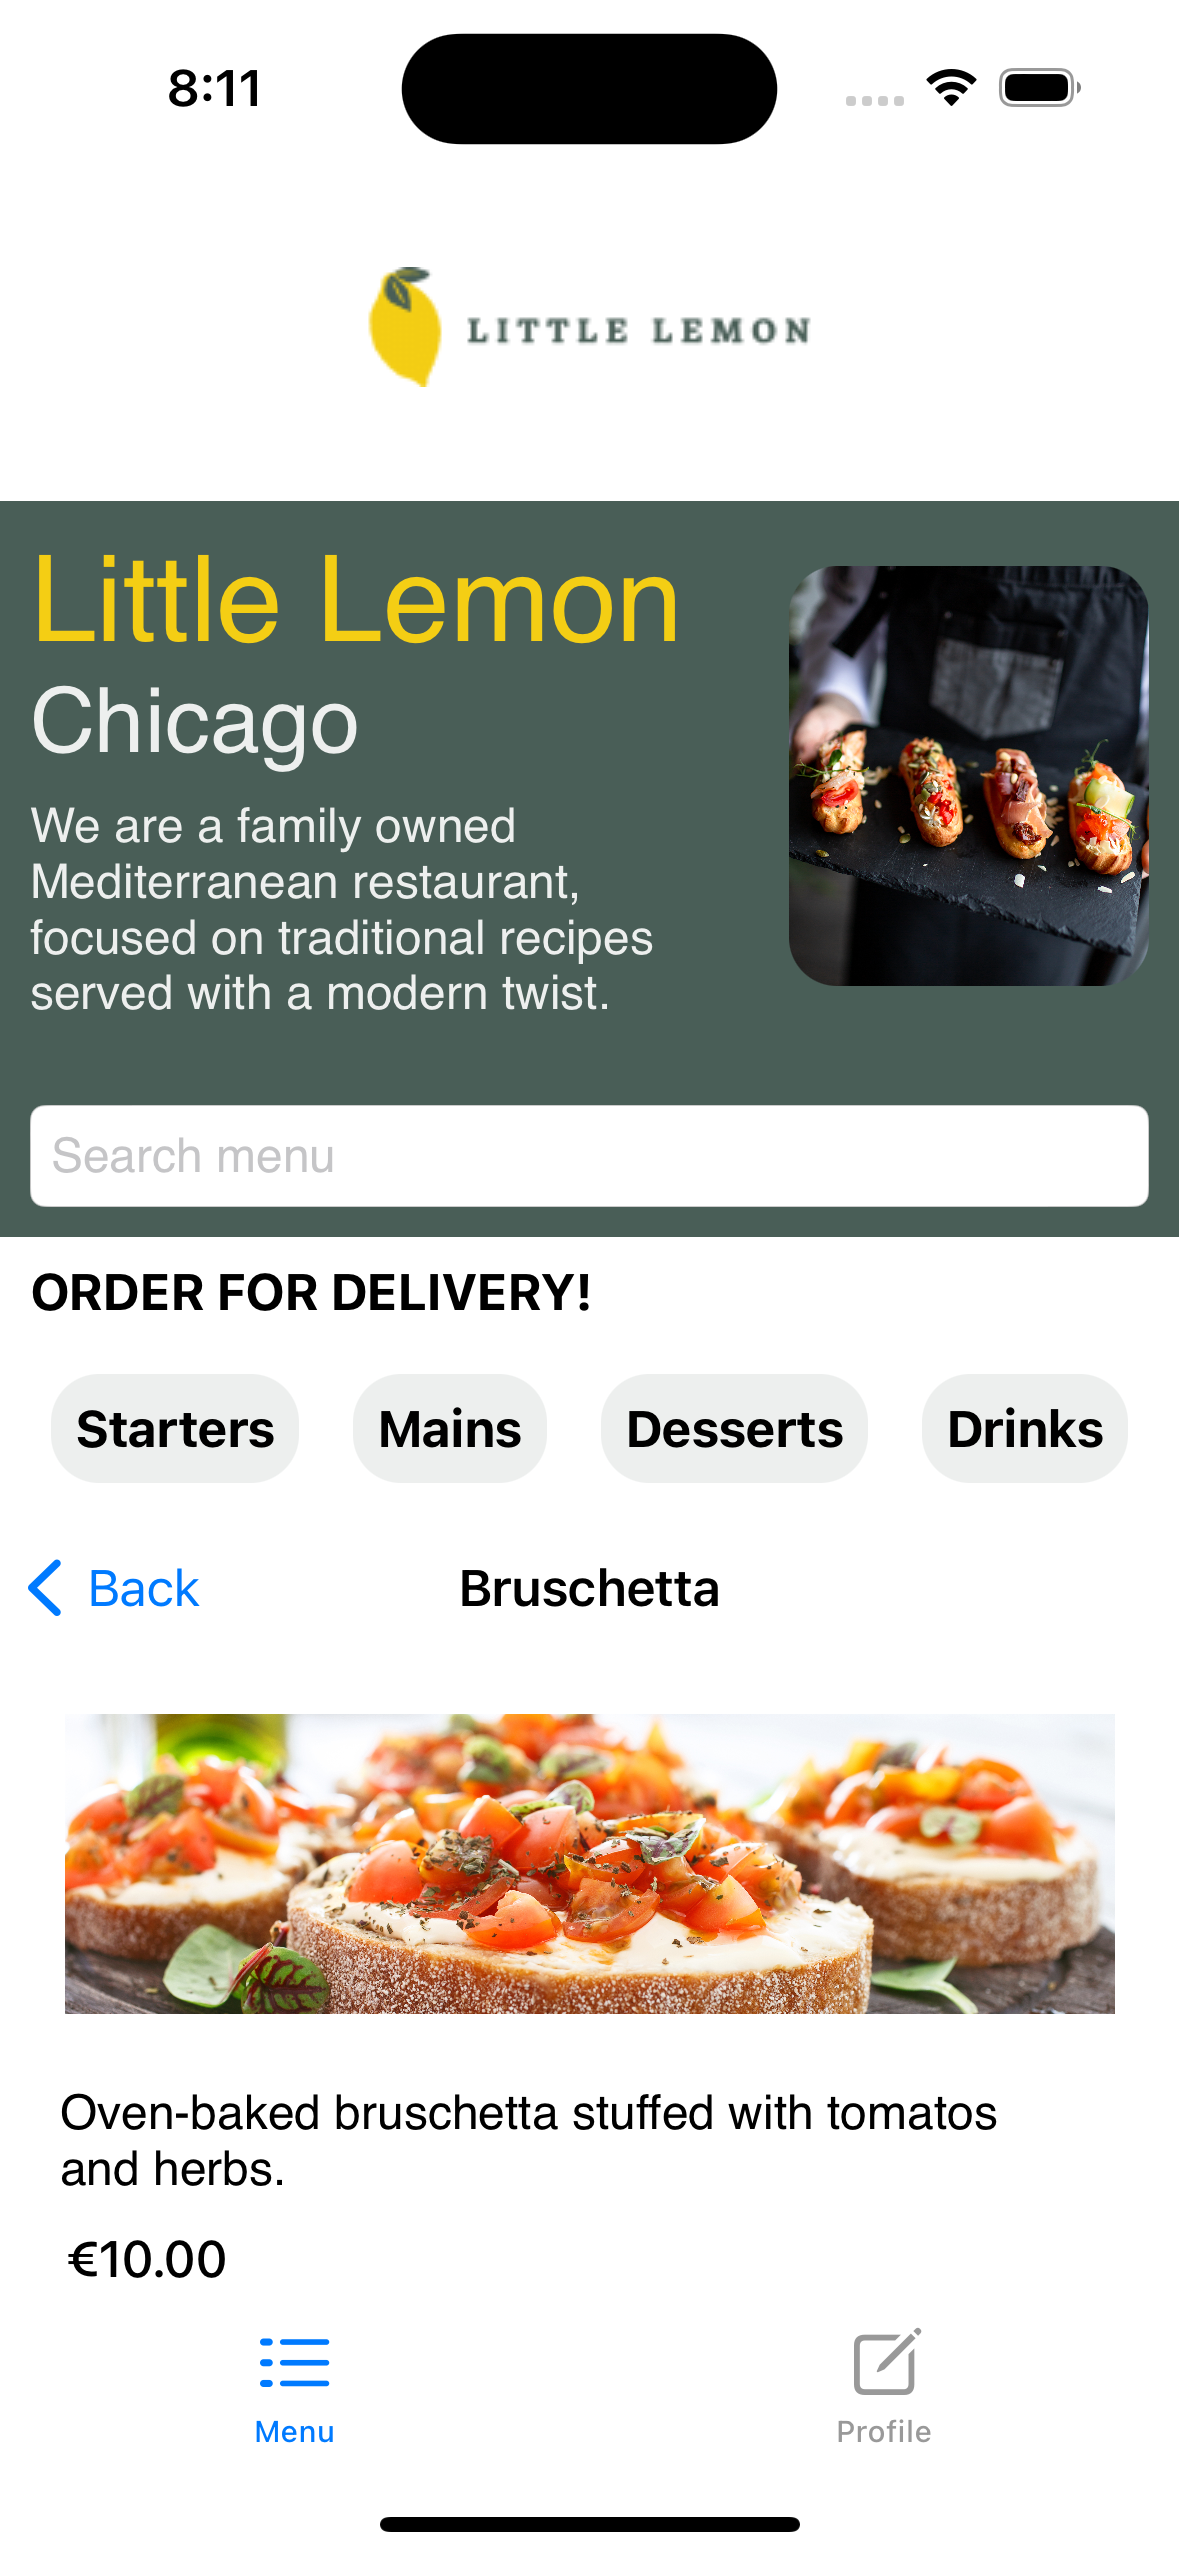 8:11
LITTLE LEMON
Little Lemon
Chicago
We are a family owned
Mediterranean restaurant,
focused on traditional recipes
served with a modern twist.
Search menu
ORDER FOR DELIVERY!
Starters Mains Desserts Drinks
Back Bruschetta
Oven-baked bruschetta stuffed with tomatos
and herbs.
€10.00
Menu Profile